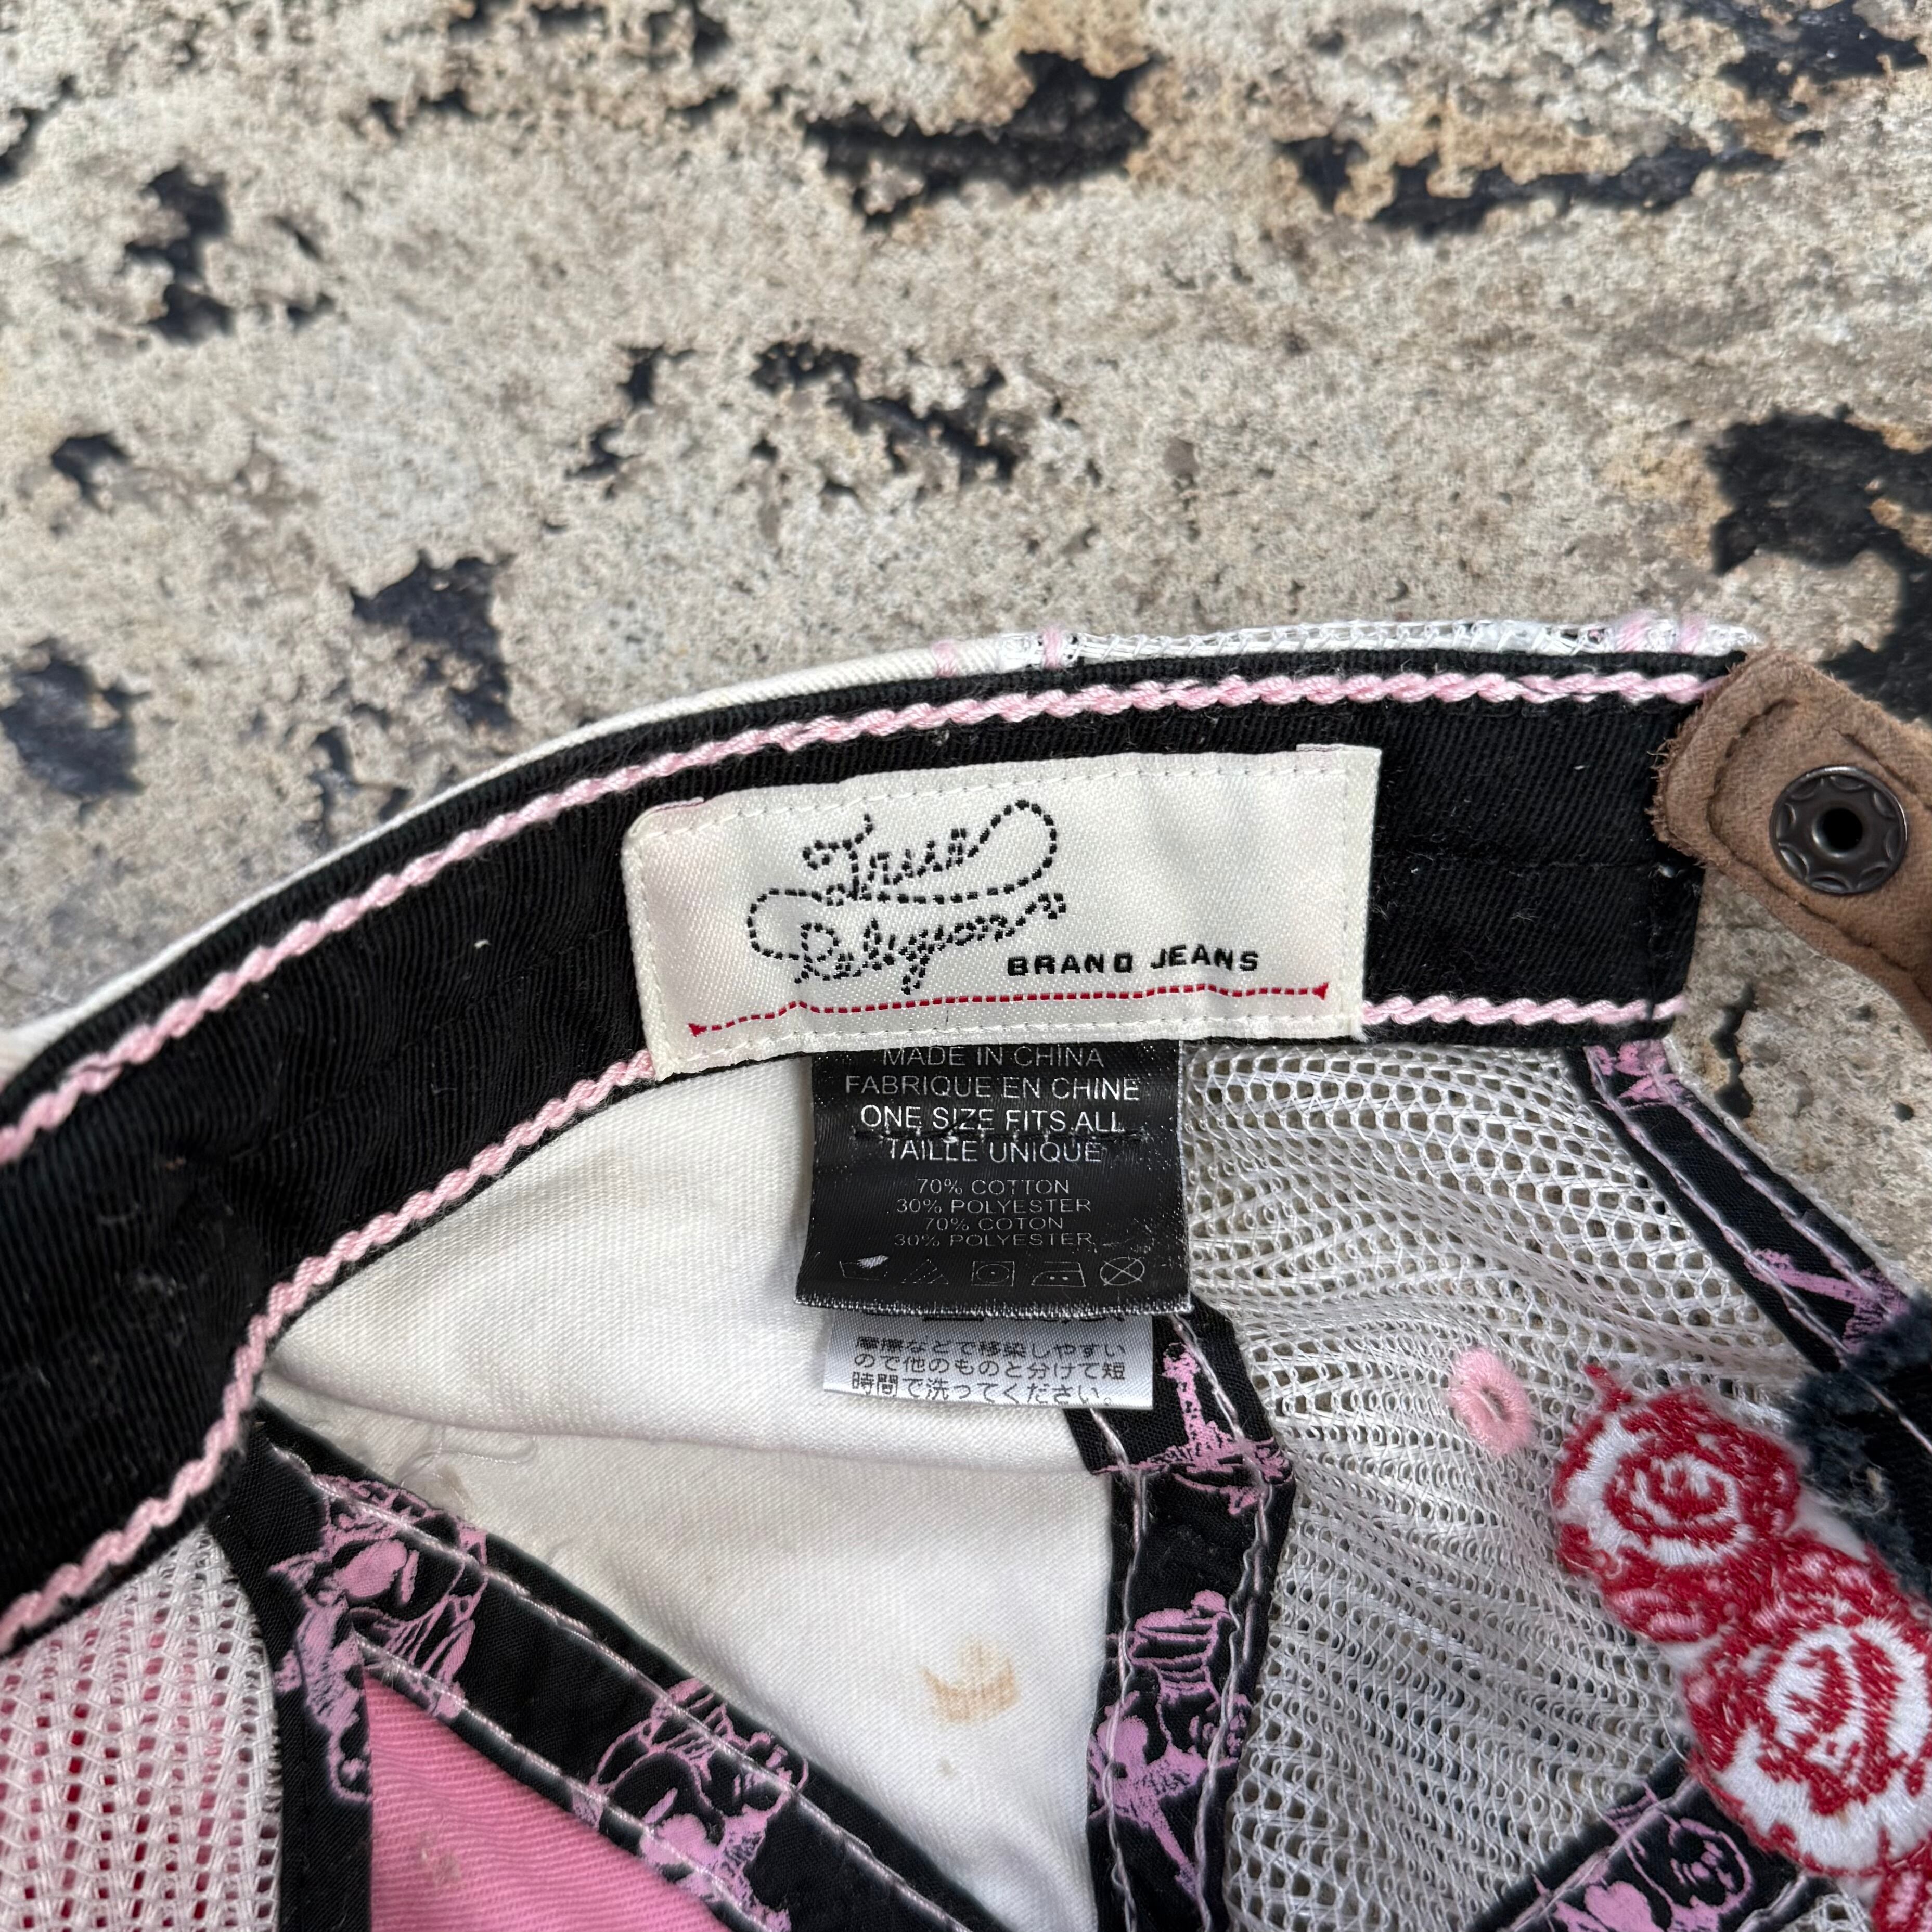 True
Religion
BRAND JEANS
MADE IN CHINA
FABRIQUE EN CHINE
ONE SIZE FITS ALL
TAILLE UNIQUE
70% COTTON
30% POLYESTER
70% COTON
30% POLYESTER
摩擦などで移染しやすい
ので他のものと分けて短
時間で洗ってください。